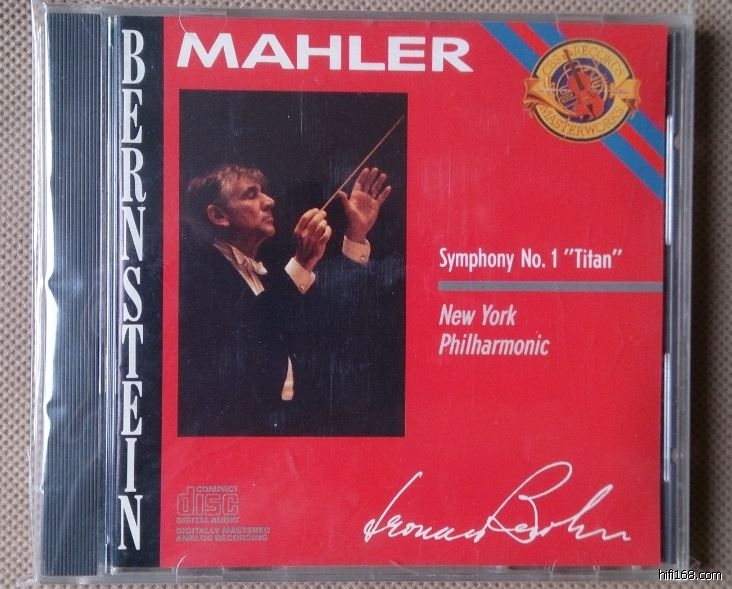 BERNSTEIN
MAHLER
CBS RECORDS
MASTERWORKS
Symphony No. 1 "Titan"
New York
Philharmonic
COMPACT
disc
DIGITAL AUDIO
DIGITALLY MASTERED
ANALOG RECORDING
hifi168.com